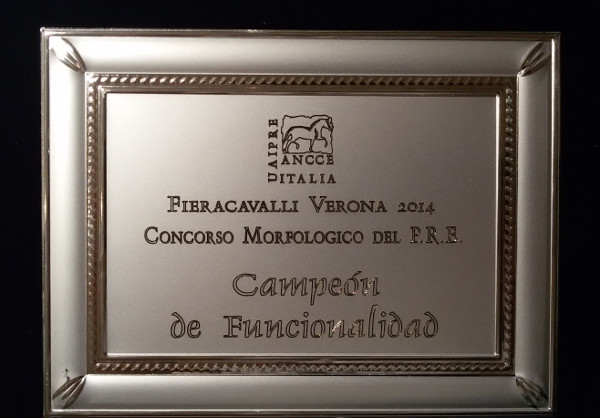 UAIPRE
ANCCE
ITALIA
FIERACAVALLI VERONA 2014
CONCORSO MORFOLOGICO DEL P.R.E.
Campeón
de Funcionalidad